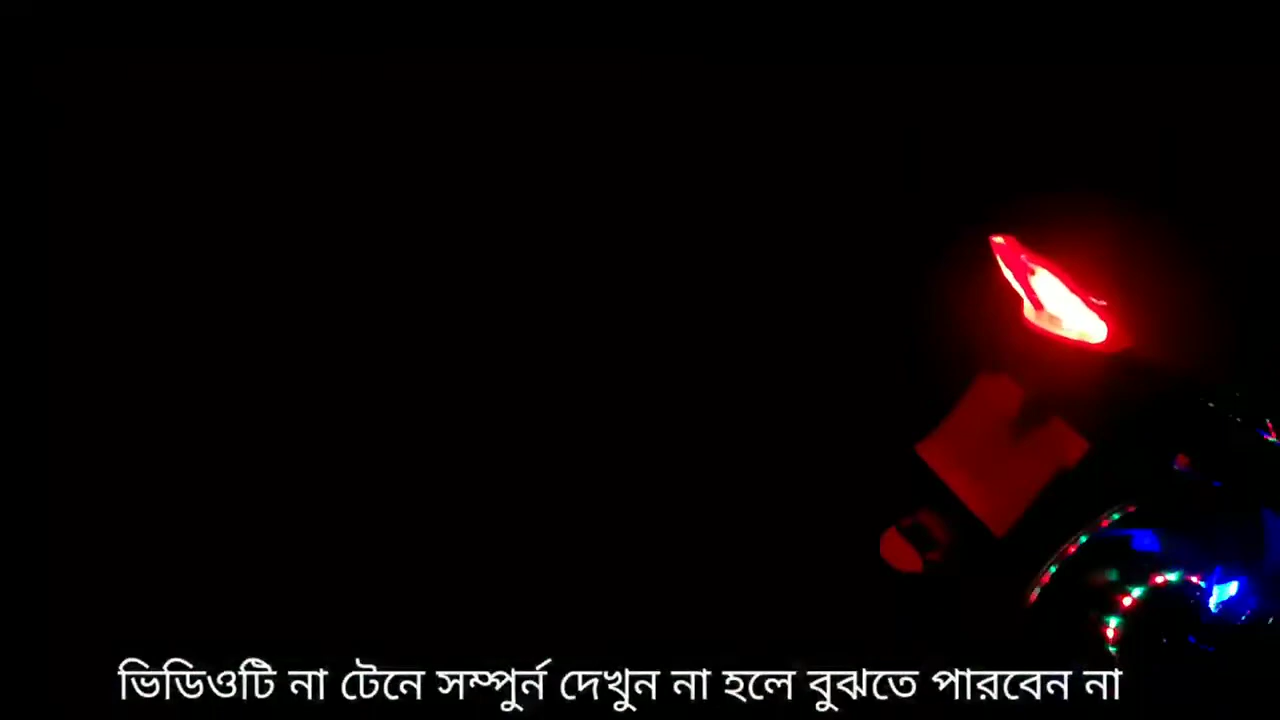 ভিডিওটি না টেনে সম্পুর্ন দেখুন না হলে বুঝতে পারবেন না